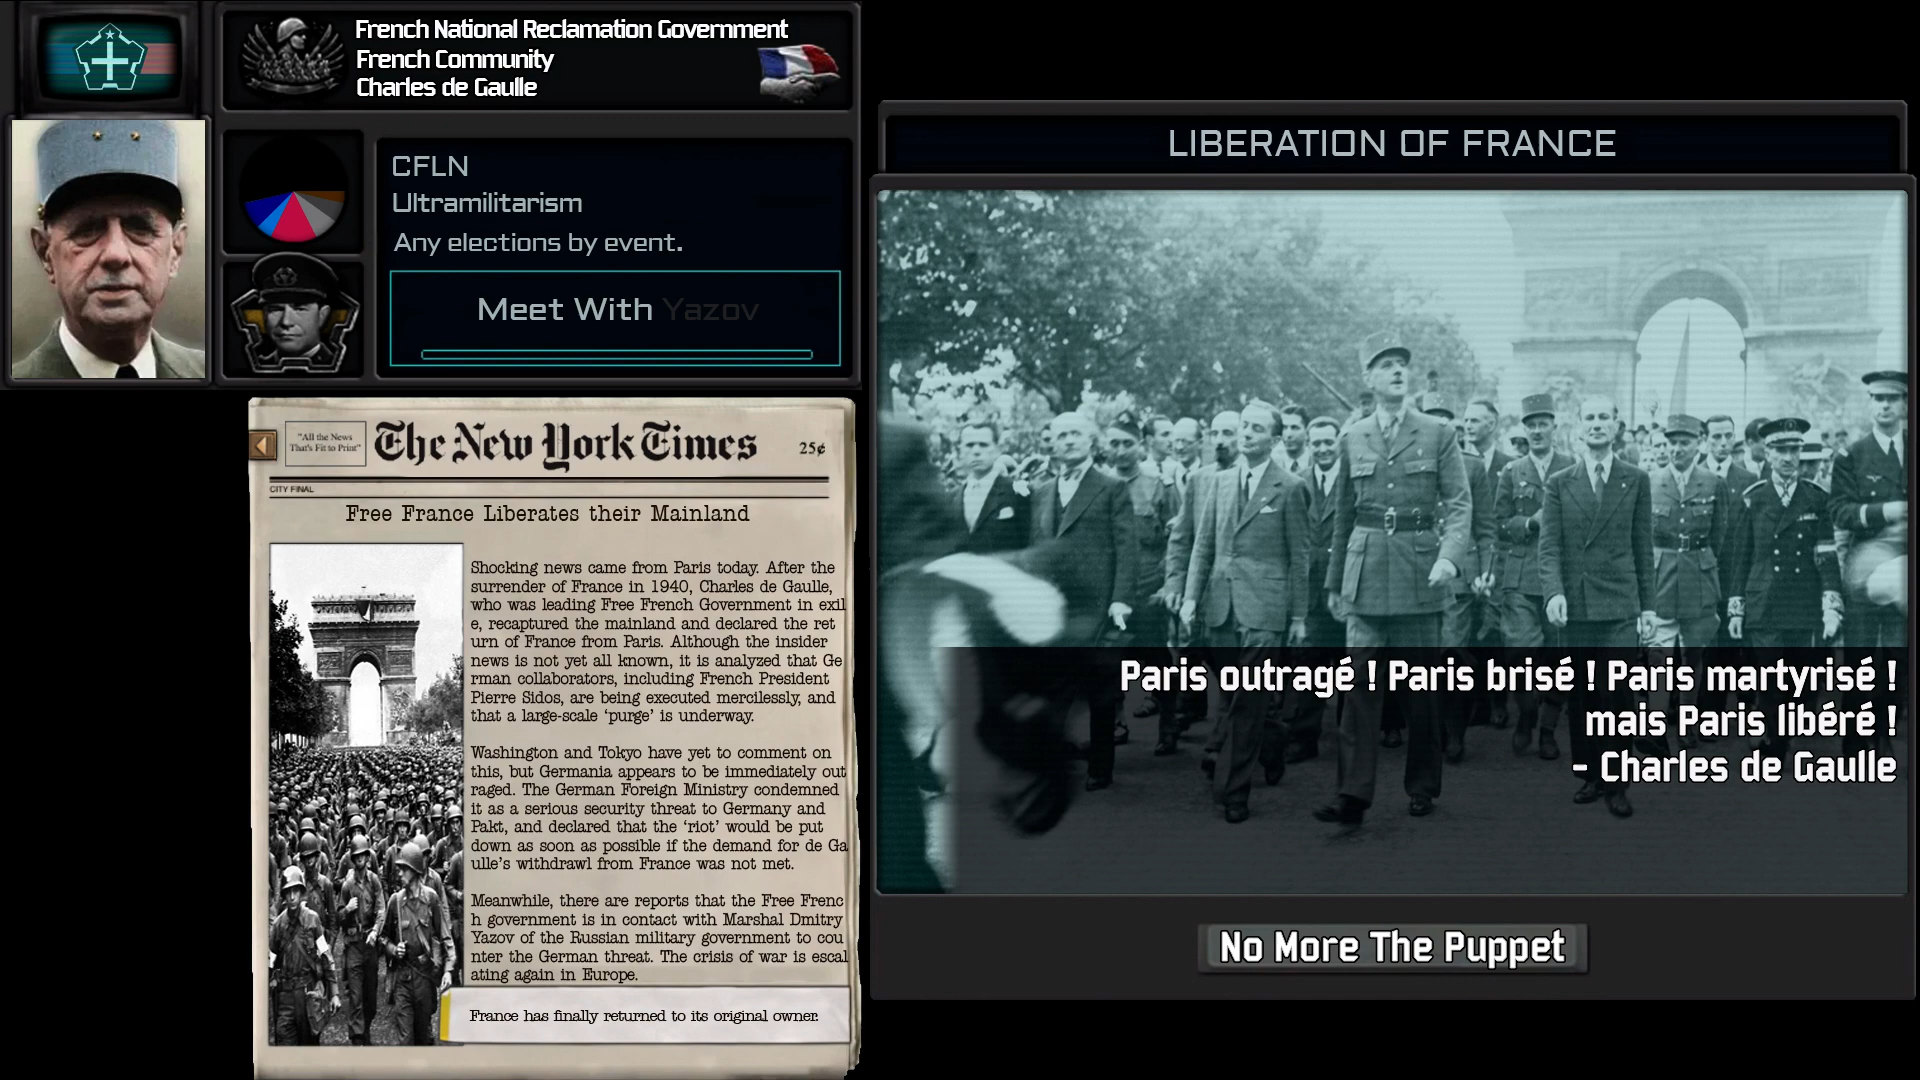 French National Reclamation Government
French Community
Charles de Gaulle
CFLN
Ultramilitarism
Any elections by event.
Meet With Yazov
"All the News
That's Fit to Print"
The New York Times
25¢
CITY FINAL
Free France Liberates their Mainland
Shocking news came from Paris today. After the
surrender of France in 1940, Charles de Gaulle,
who was leading Free French Government in exil
e, recaptured the mainland and declared the ret
urn of France from Paris. Although the insider
news is not yet all known, it is analyzed that Ge
rman collaborators, including French President
Pierre Sidos, are being executed mercilessly, and
that a large-scale ‘purge’ is underway.
Washington and Tokyo have yet to comment on
this, but Germania appears to be immediately out
raged. The German Foreign Ministry condemned
it as a serious security threat to Germany and
Pakt, and declared that the ‘riot’ would be put
down as soon as possible if the demand for de Ga
ulle’s withdrawl from France was not met.
Meanwhile, there are reports that the Free Frenc
h government is in contact with Marshal Dmitry
Yazov of the Russian military government to cou
nter the German threat. The crisis of war is escal
ating again in Europe.
France has finally returned to its original owner.
LIBERATION OF FRANCE
Paris outragé ! Paris brisé ! Paris martyrisé !
mais Paris libéré !
- Charles de Gaulle
No More The Puppet